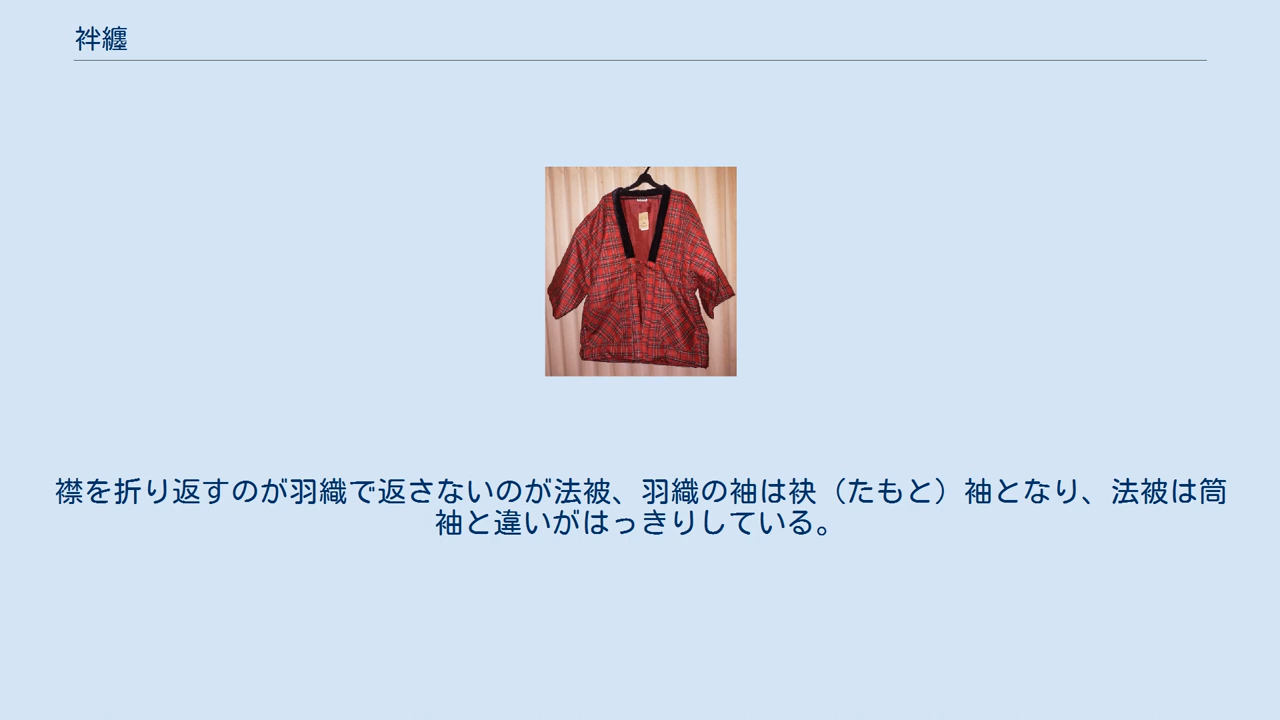 袢纏
襟を折り返すのが羽織で返さないのが法被、羽織の袖は袂（たもと）袖となり、法被は筒
袖と違いがはっきりしている。